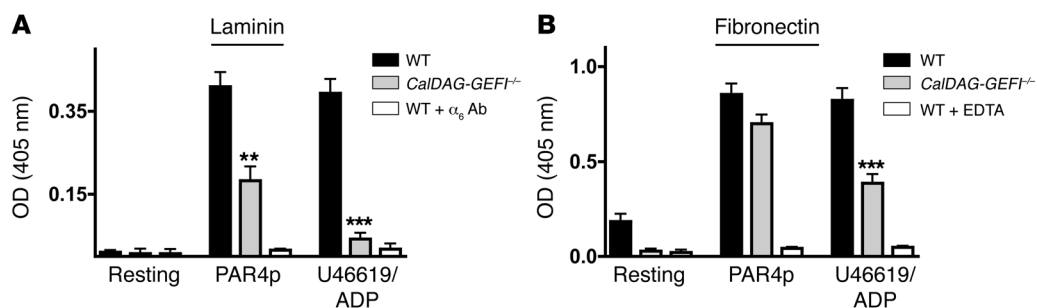 A
Laminin
WT
CalDAG-GEFI–/–
WT + α6 Ab
OD (405 nm)
0.35
0.15
**
***
Resting
PAR4p
U46619/
ADP
B
Fibronectin
WT
CalDAG-GEFI–/–
WT + EDTA
OD (405 nm)
1.0
0.5
0.0
***
Resting
PAR4p
U46619/
ADP